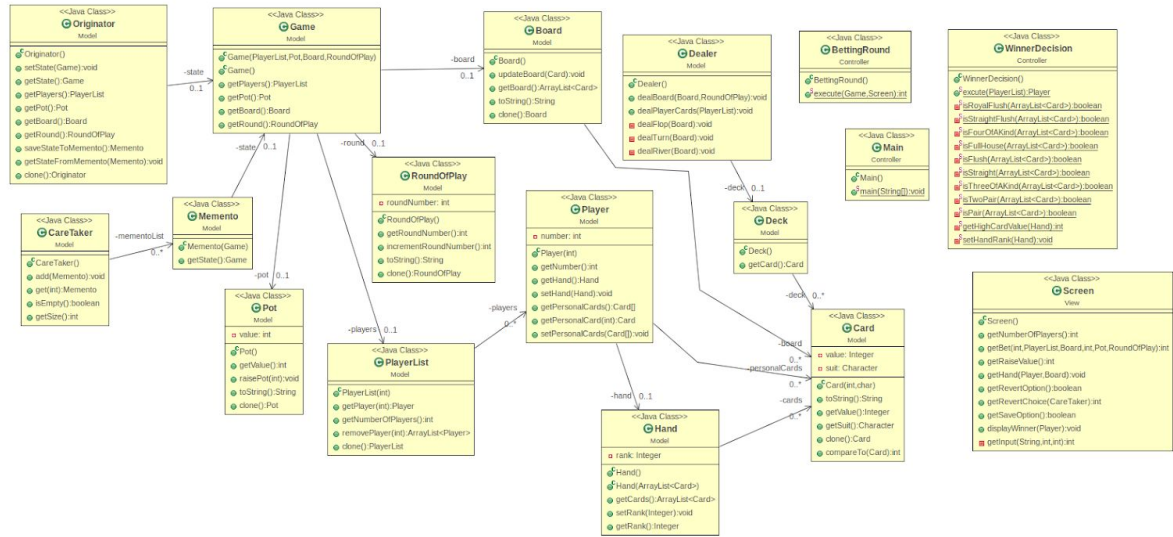 <<Java Class>>
Originator
Model
Originator()
setState(Game):void
getState():Game
getPlayers():PlayerList
getPot():Pot
getBoard():Board
getRound():RoundOfPlay
saveStateToMemento():Memento
getStateFromMemento(Memento):void
clone():Originator
-state
0..1
<<Java Class>>
Game
Model
Game(PlayerList,Pot,Board,RoundOfPlay)
Game()
getPlayers():PlayerList
getPot():Pot
getBoard():Board
getRound():RoundOfPlay
-board
0..1
<<Java Class>>
Board
Model
Board()
updateBoard(Card):void
getBoard():ArrayList<Card>
toString():String
clone():Board
<<Java Class>>
Dealer
Model
Dealer()
dealBoard(Board,RoundOfPlay):void
dealPlayerCards(PlayerList):void
dealFlop(Board):void
dealTurn(Board):void
dealRiver(Board):void
<<Java Class>>
BettingRound
Controller
BettingRound()
execute(Game,Screen):int
<<Java Class>>
WinnerDecision
Controller
WinnerDecision()
excute(PlayerList):Player
isRoyalFlush(ArrayList<Card>):boolean
isStraightFlush(ArrayList<Card>):boolean
isFourOfAKind(ArrayList<Card>):boolean
isFullHouse(ArrayList<Card>):boolean
isFlush(ArrayList<Card>):boolean
isStraight(ArrayList<Card>):boolean
isThreeOfAKind(ArrayList<Card>):boolean
isTwoPair(ArrayList<Card>):boolean
isPair(ArrayList<Card>):boolean
getHighCardValue(Hand):int
setHandRank(Hand):void
<<Java Class>>
Main
Controller
Main()
main(String[]):void
-state 0..1
-round 0..1
<<Java Class>>
RoundOfPlay
Model
roundNumber: int
RoundOfPlay()
getRoundNumber():int
incrementRoundNumber():int
toString():String
clone():RoundOfPlay
<<Java Class>>
CareTaker
Model
CareTaker()
add(Memento):void
get(int):Memento
isEmpty():boolean
getSize():int
-mementoList
0..*
<<Java Class>>
Memento
Model
Memento(Game)
getState():Game
-deck 0..1
<<Java Class>>
Deck
Model
Deck()
getCard():Card
<<Java Class>>
Player
Model
number: int
Player(int)
getNumber():int
getHand():Hand
setHand(Hand):void
getPersonalCards():Card[]
getPersonalCard(int):Card
setPersonalCards(Card[]):void
-pot 0..1
<<Java Class>>
Pot
Model
value: int
Pot()
getValue():int
raisePot(int):void
toString():String
clone():Pot
-players 0..1
<<Java Class>>
PlayerList
Model
PlayerList(int)
getPlayer(int):Player
getNumberOfPlayers():int
removePlayer(int):ArrayList<Player>
clone():PlayerList
-players
0..*
-deck 0..*
<<Java Class>>
Card
Model
value: Integer
suit: Character
Card(int,char)
toString():String
getValue():Integer
getSuit():Character
clone():Card
compareTo(Card):int
-board
0..*
-personalCards
0..*
-cards
0..*
-hand 0..1
<<Java Class>>
Hand
Model
rank: Integer
Hand()
Hand(ArrayList<Card>)
getCards():ArrayList<Card>
setRank(Integer):void
getRank():Integer
<<Java Class>>
Screen
View
Screen()
getNumberOfPlayers():int
getBet(int,PlayerList,Board,int,Pot,RoundOfPlay):int
getRaiseValue():int
getHand(Player,Board):void
getRevertOption():boolean
getRevertChoice(CareTaker):int
getSaveOption():boolean
displayWinner(Player):void
getInput(String,int,int):int